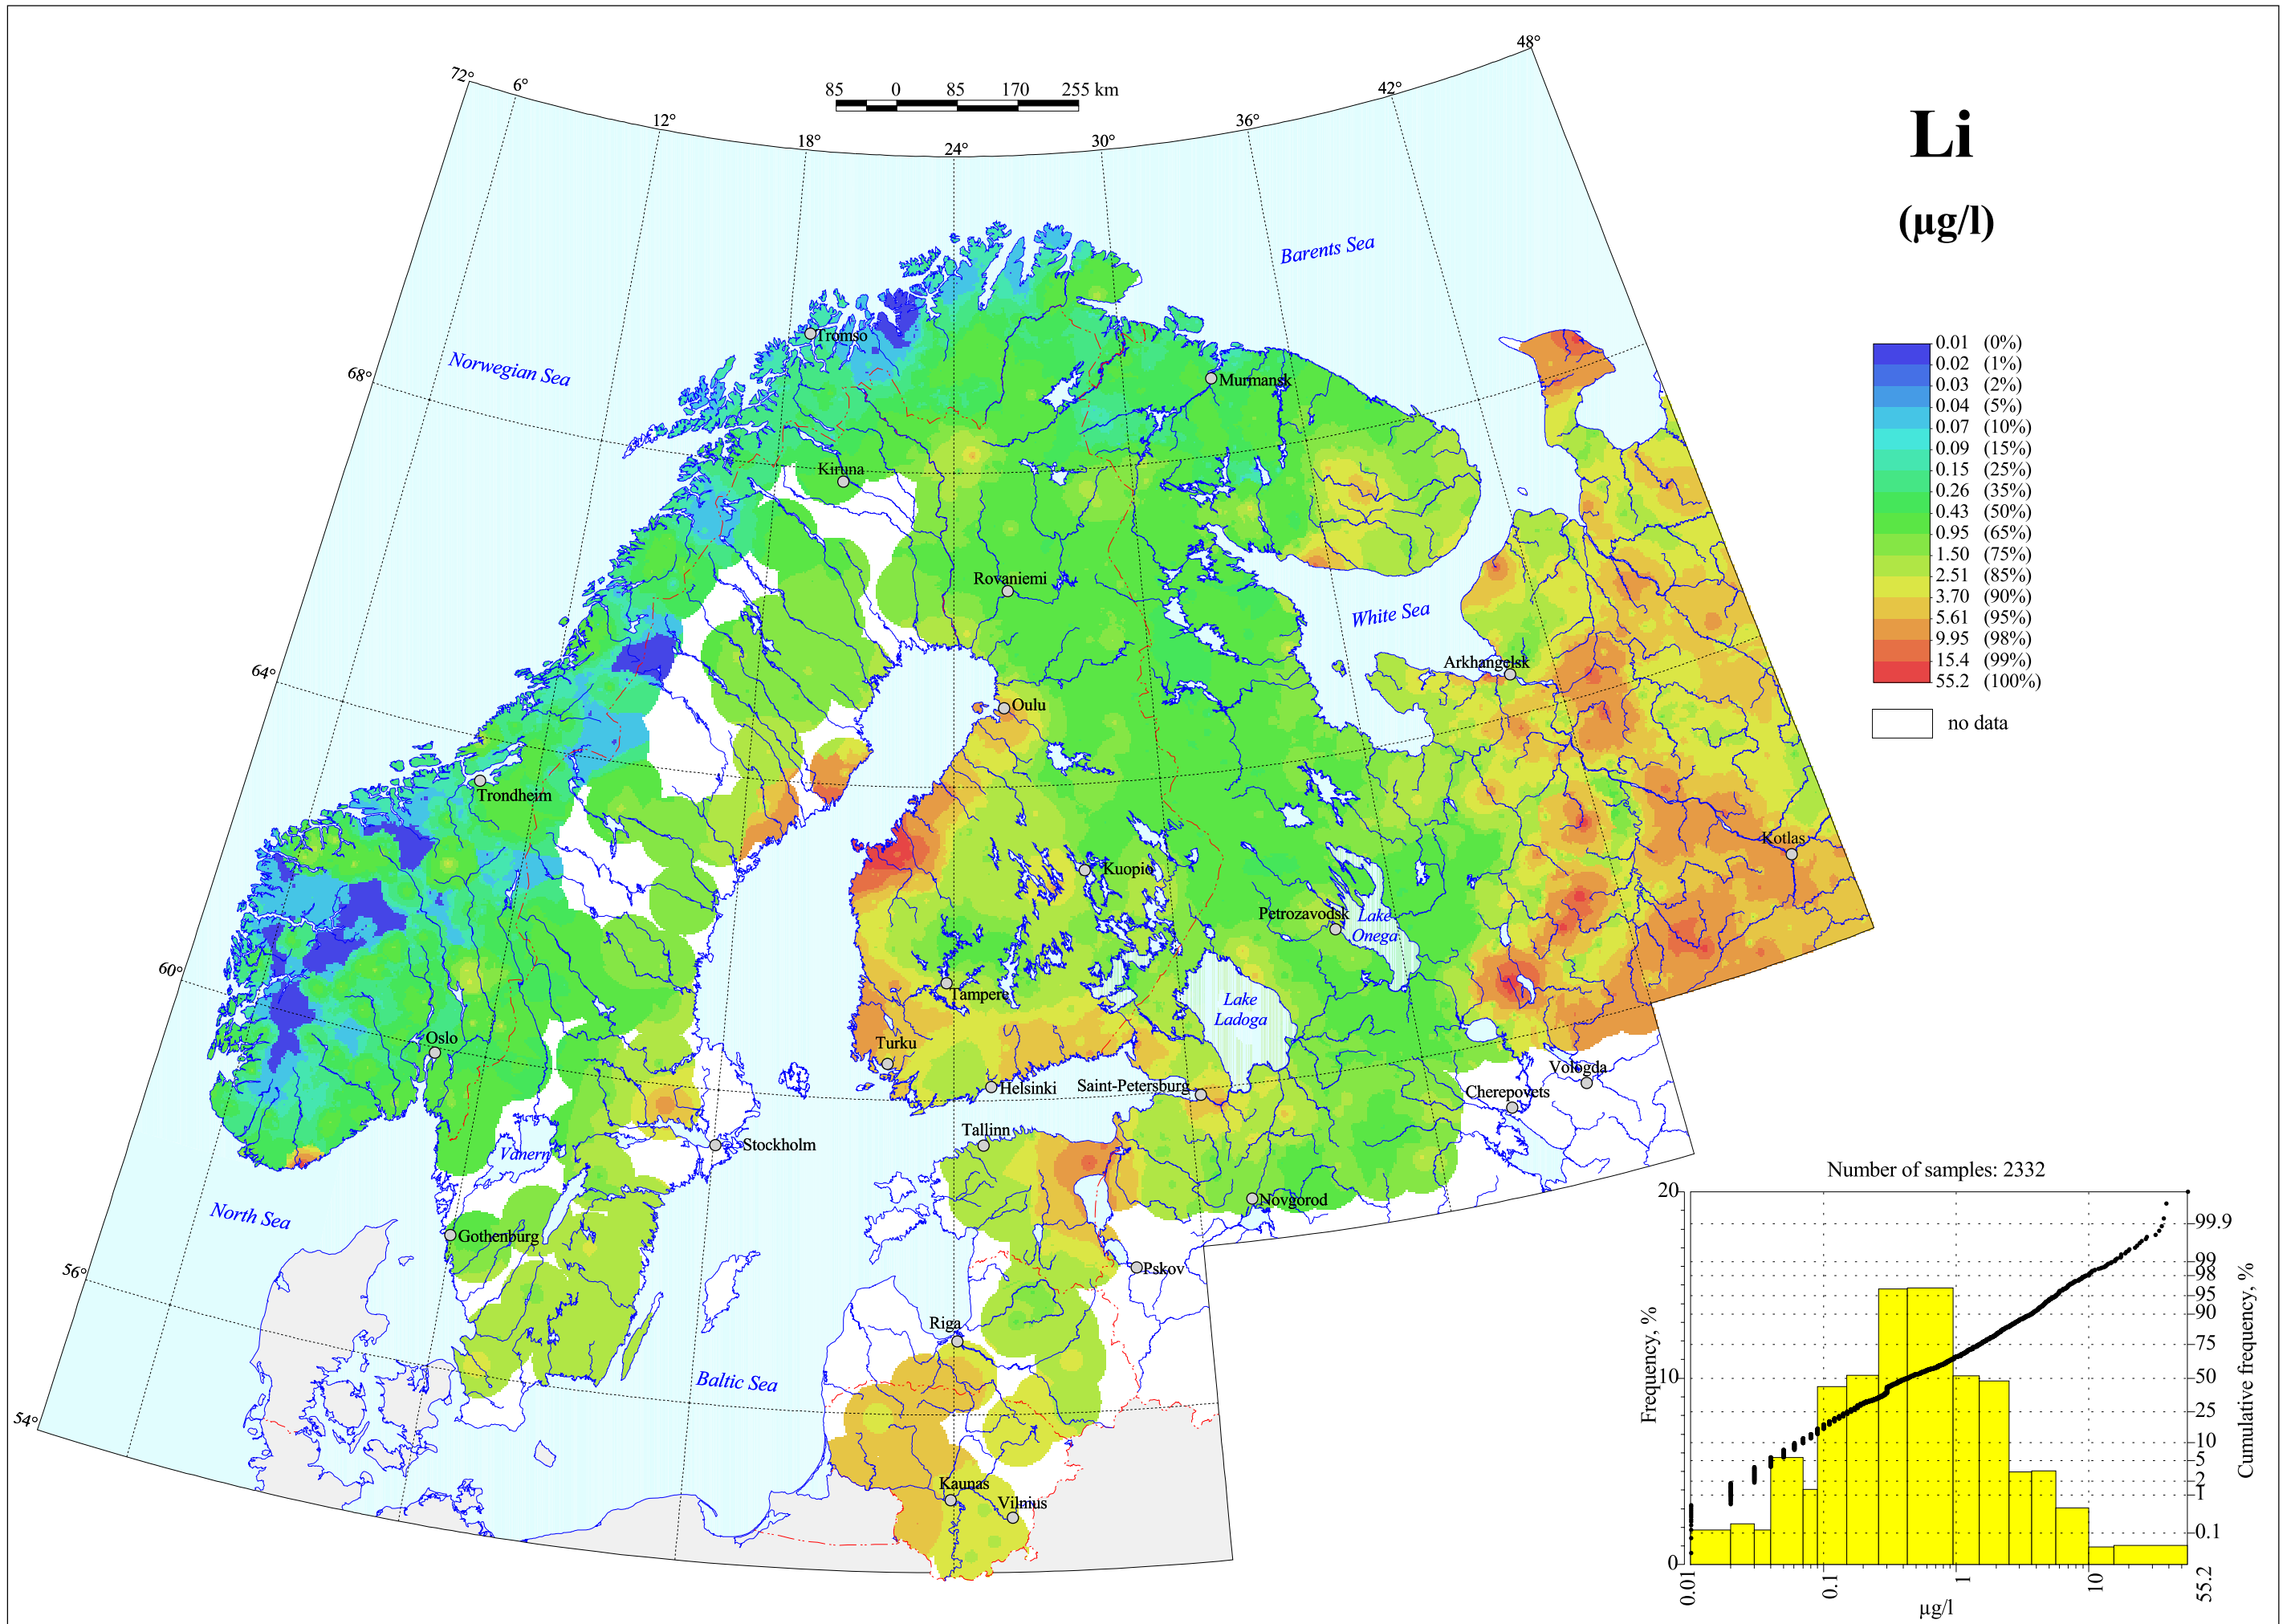 72°
6°
12°
18°
24°
30°
36°
42°
48°
85 0 85 170 255 km
Li
(µg/l)
Barents Sea
Norwegian Sea
68°
Tromso
Murmansk
Kiruna
0.01 (0%)
0.02 (1%)
0.03 (2%)
0.04 (5%)
0.07 (10%)
0.09 (15%)
0.15 (25%)
0.26 (35%)
0.43 (50%)
0.95 (65%)
1.50 (75%)
2.51 (85%)
3.70 (90%)
5.61 (95%)
9.95 (98%)
15.4 (99%)
55.2 (100%)
no data
Rovaniemi
White Sea
Arkhangelsk
64°
Oulu
Trondheim
Kuopio
Kotlas
Petrozavodsk
Lake
Onega
60°
Tampere
Lake
Ladoga
Oslo
Turku
Helsinki
Saint-Petersburg
Vologda
Cherepovets
Tallinn
Stockholm
Vanern
North Sea
Novgorod
Gothenburg
56°
Pskov
Riga
Baltic Sea
54°
Kaunas
Vilnius
Number of samples: 2332
20
10
0
Frequency, %
99.9
99
98
95
90
75
50
25
10
5
2
1
0.1
Cumulative frequency, %
0.01
0.1
1
10
55.2
µg/l